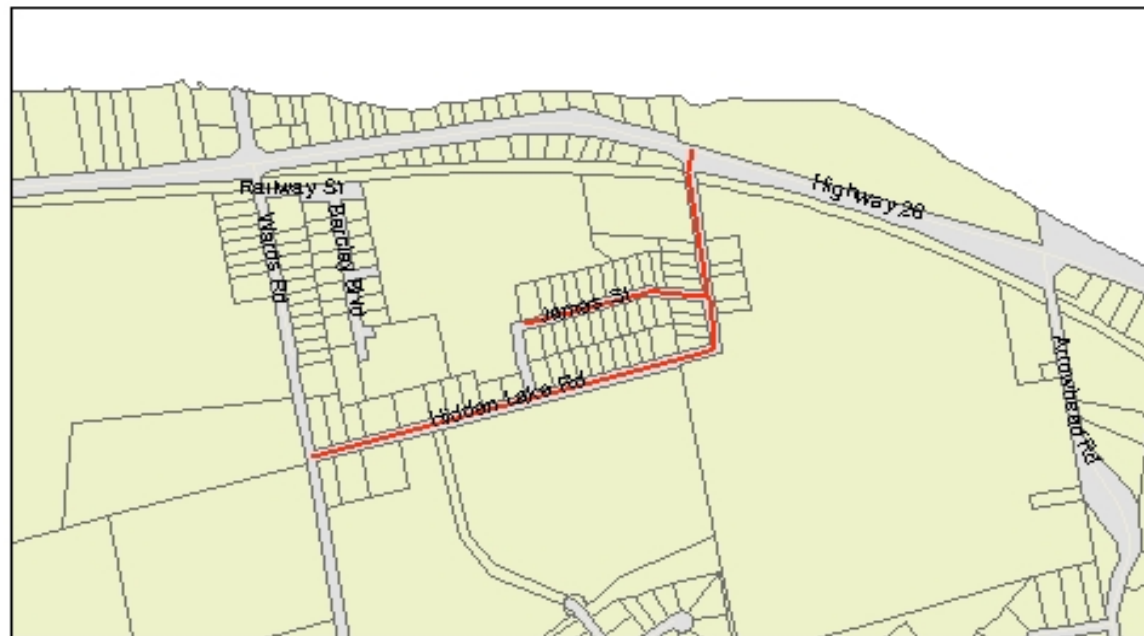 Railway St
Highway 26
Wards Rd
Barclay Blvd
James St
Hidden Lake Rd
Arrowhead Rd